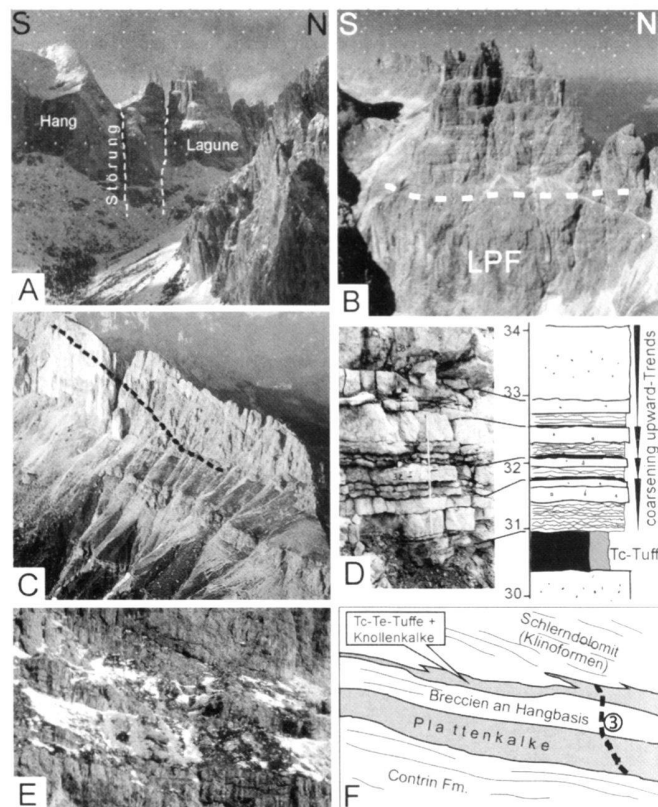 S N
Hang
Störung
Lagune
A
S N
LPF
B
C
34
33
32
31
30
coarsening upward-Trends
Tc-Tuff
D
E
Tc-Te-Tuffe +
Knollenkalke
Schlerndolomit
(Klinoformen)
Breccien an Hangbasis
③
Plattenkalke
Contrin Fm.
F